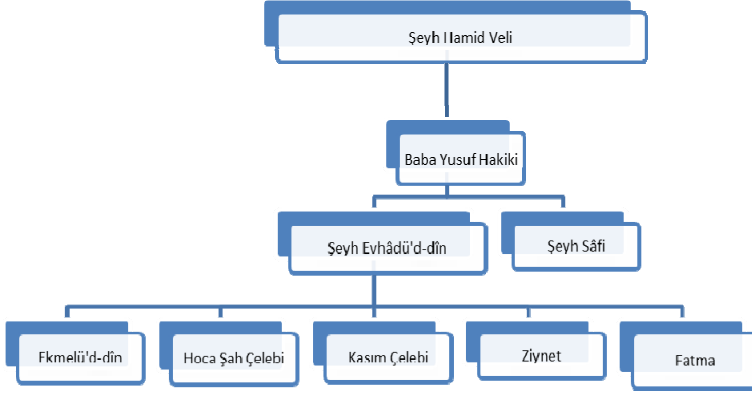 Şeyh Hamid Veli
Baba Yusuf Hakiki
Şeyh Evhâdü'd-dîn
Şeyh Sâfi
Ekmelü'd-dîn
Hoca Şah Çelebi
Kasım Çelebi
Ziynet
Fatma